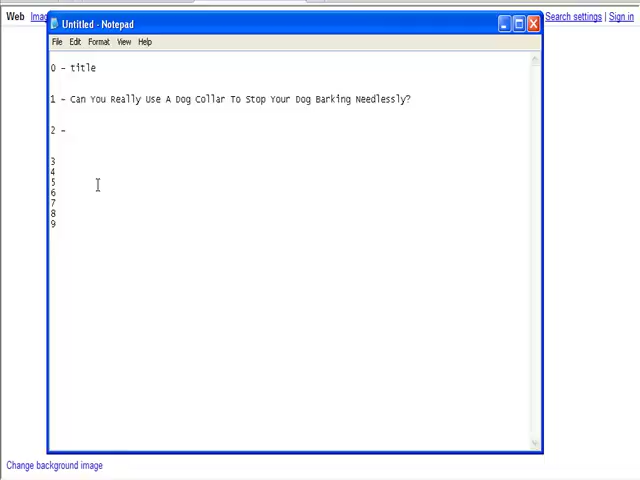 Web Ima
Search settings | Sign in
Untitled - Notepad
File Edit Format View Help
0 - title
1 - Can You Really Use A Dog Collar To Stop Your Dog Barking Needlessly?
2 -
3
4
5
6
7
8
9
Change background image